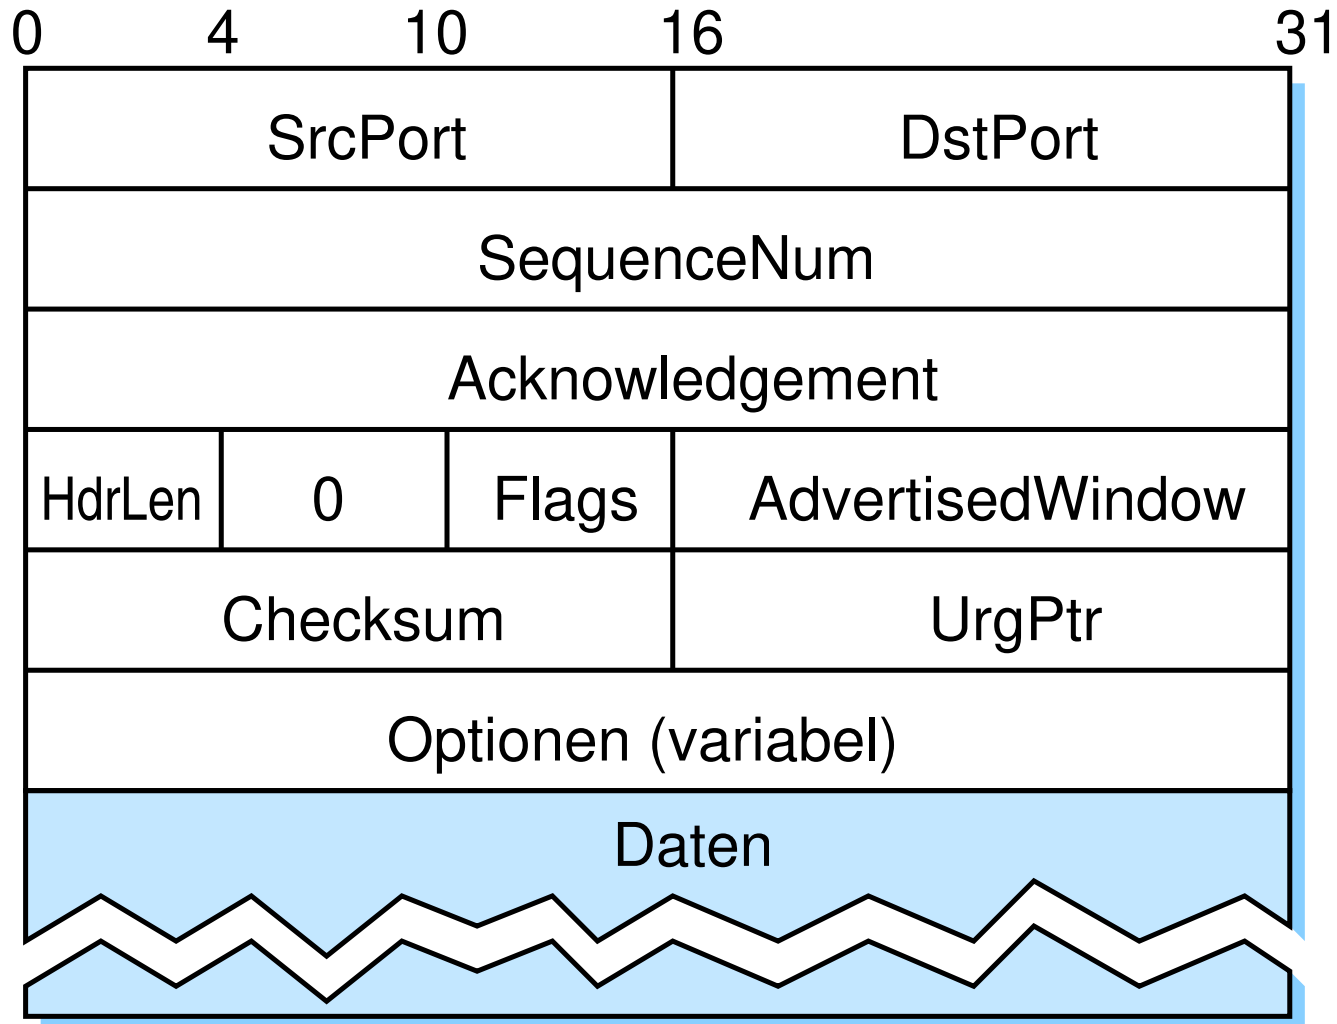 0 4 10 16 31
SrcPort DstPort
SequenceNum
Acknowledgement
HdrLen 0 Flags AdvertisedWindow
Checksum UrgPtr
Optionen (variabel)
Daten